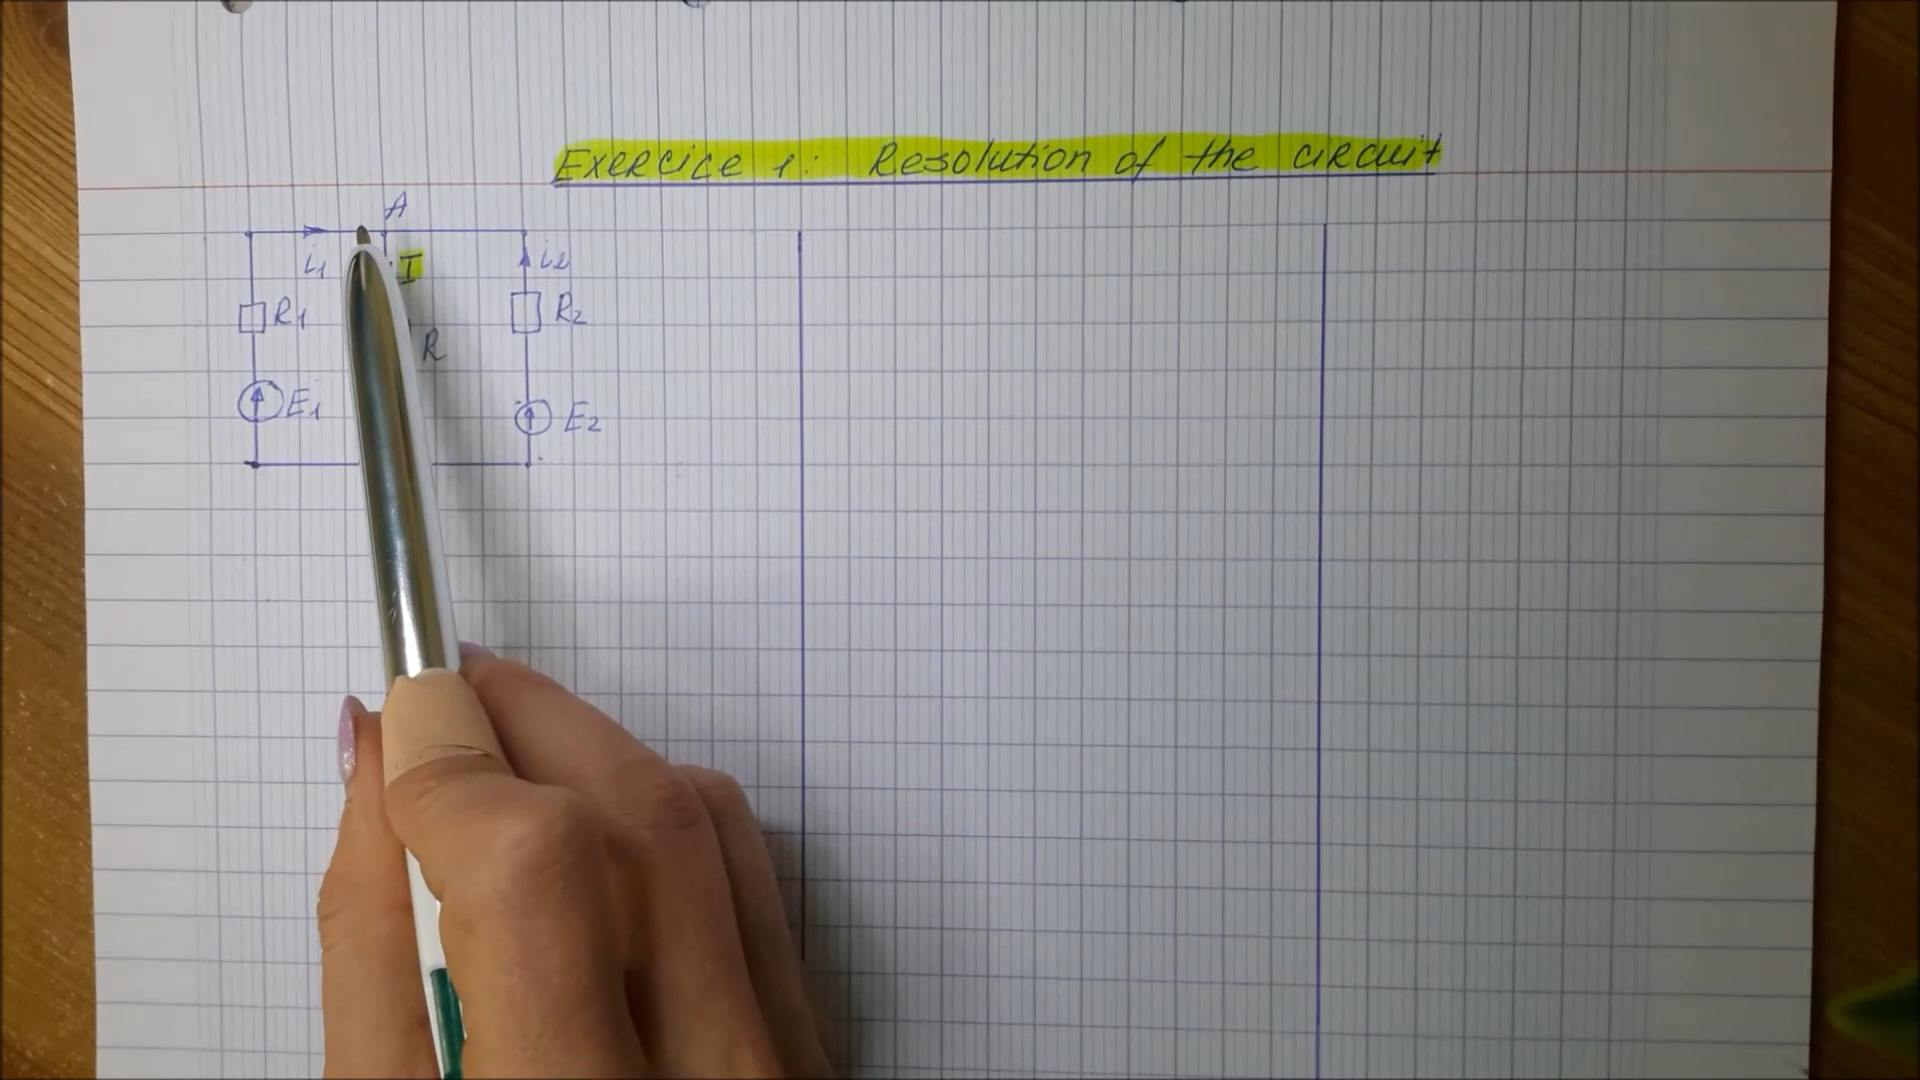 Exercice 1: Resolution of the circuit
A
i1 I i2
R1 R2
R
E1 E2